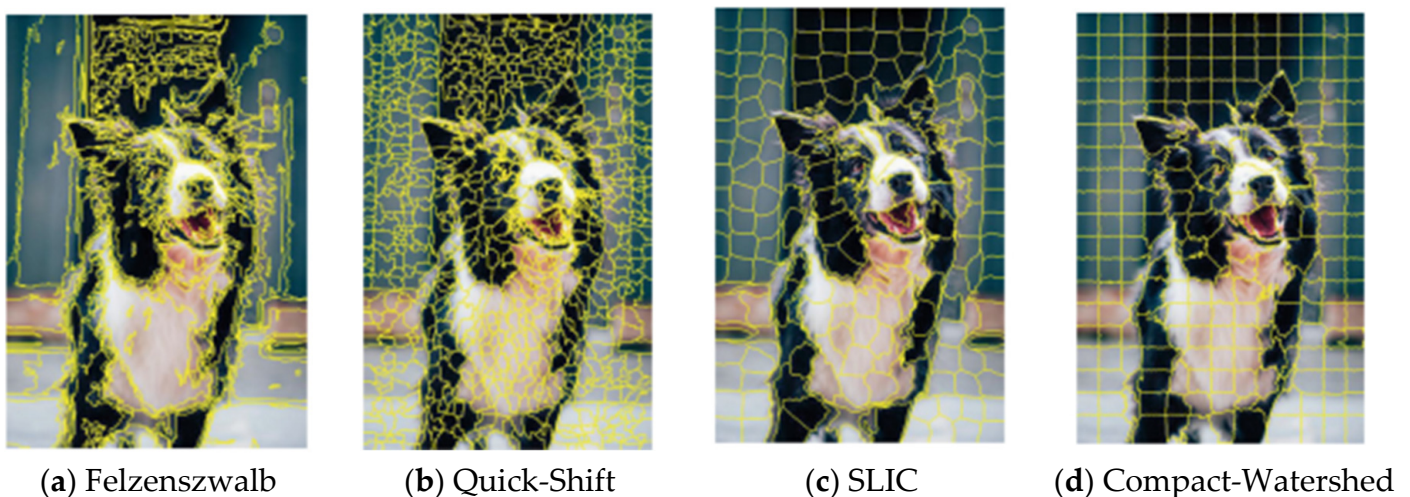 (a) Felzenszwalb
(b) Quick-Shift
(c) SLIC
(d) Compact-Watershed